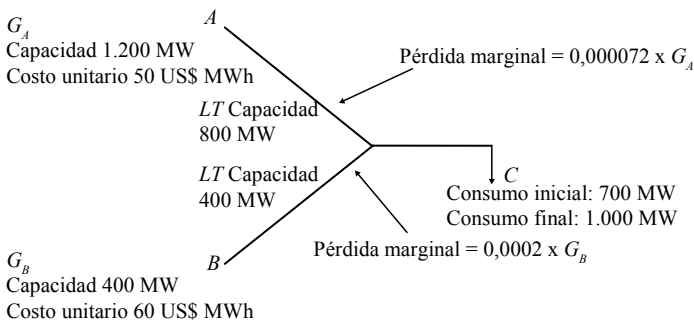 G_A
Capacidad 1.200 MW
Costo unitario 50 US$ MWh
A
Pérdida marginal = 0,000072 x G_A
LT Capacidad
800 MW
LT Capacidad
400 MW
C
Consumo inicial: 700 MW
Consumo final: 1.000 MW
Pérdida marginal = 0,0002 x G_B
G_B
Capacidad 400 MW
Costo unitario 60 US$ MWh
B